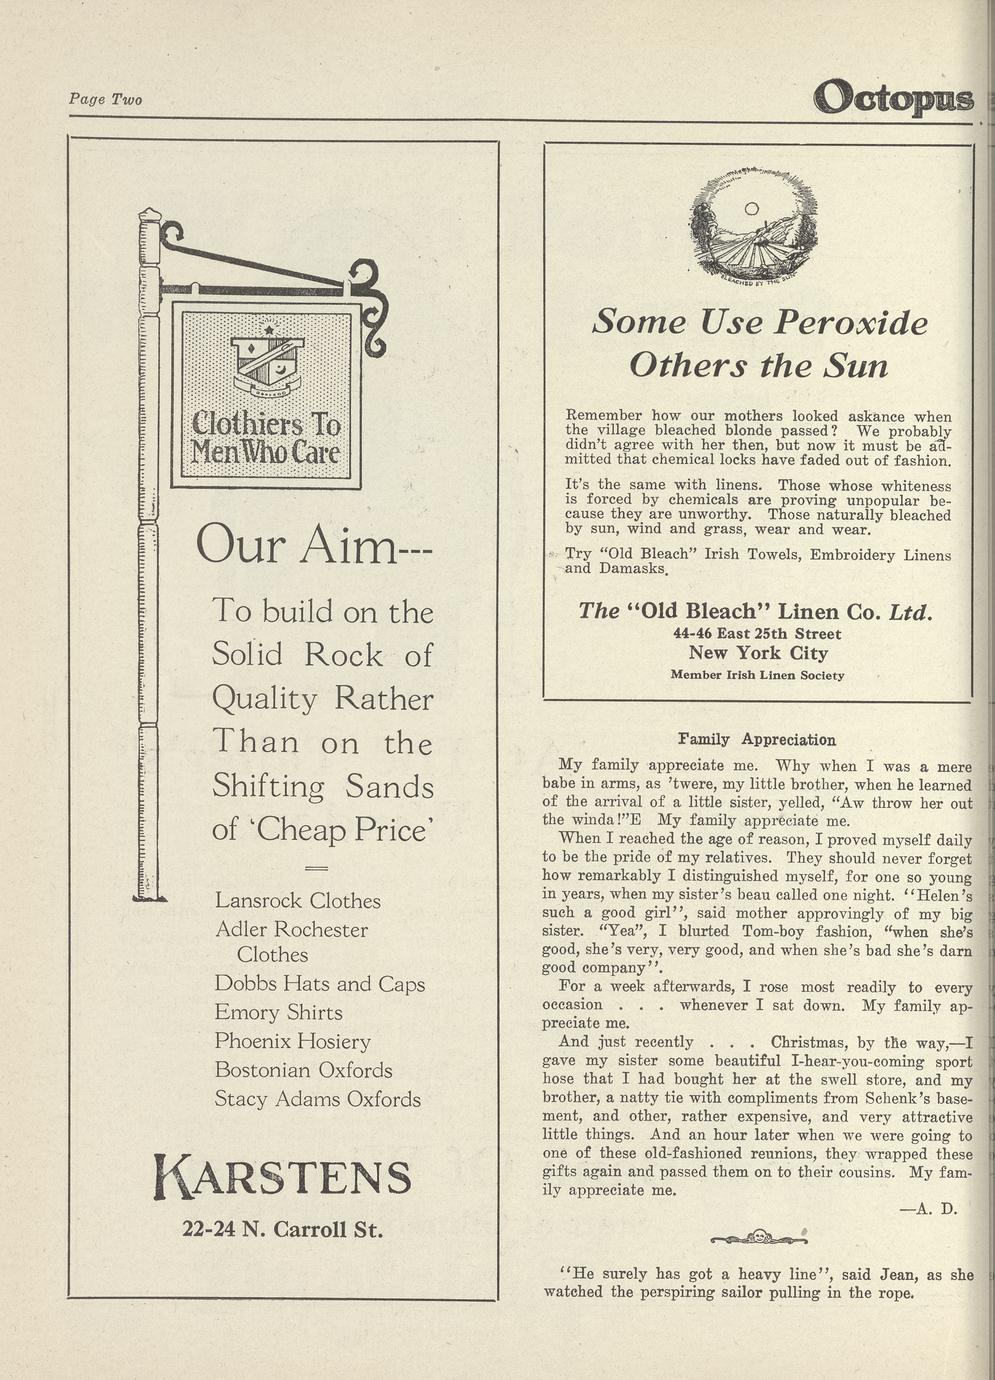 Page Two
Octopus
Clothiers To
Men Who Care
Our Aim---
To build on the
Solid Rock of
Quality Rather
Than on the
Shifting Sands
of ‘Cheap Price’
Lansrock Clothes
Adler Rochester
Clothes
Dobbs Hats and Caps
Emory Shirts
Phoenix Hosiery
Bostonian Oxfords
Stacy Adams Oxfords
KARSTENS
22-24 N. Carroll St.
BLEACHED BY THE SUN
Some Use Peroxide
Others the Sun
Remember how our mothers looked askance when
the village bleached blonde passed? We probably
didn't agree with her then, but now it must be ad-
mitted that chemical locks have faded out of fashion.
It's the same with linens. Those whose whiteness
is forced by chemicals are proving unpopular be-
cause they are unworthy. Those naturally bleached
by sun, wind and grass, wear and wear.
Try “Old Bleach” Irish Towels, Embroidery Linens
and Damasks.
The “Old Bleach” Linen Co. Ltd.
44-46 East 25th Street
New York City
Member Irish Linen Society
Family Appreciation
My family appreciate me. Why when I was a mere
babe in arms, as 'twere, my little brother, when he learned
of the arrival of a little sister, yelled, “Aw throw her out
the winda!”E My family appreciate me.
When I reached the age of reason, I proved myself daily
to be the pride of my relatives. They should never forget
how remarkably I distinguished myself, for one so young
in years, when my sister's beau called one night. “Helen's
such a good girl”, said mother approvingly of my big
sister. “Yea”, I blurted Tom-boy fashion, “when she's
good, she's very, very good, and when she's bad she's darn
good company”.
For a week afterwards, I rose most readily to every
occasion . . . whenever I sat down. My family ap-
preciate me.
And just recently . . . Christmas, by the way,—I
gave my sister some beautiful I-hear-you-coming sport
hose that I had bought her at the swell store, and my
brother, a natty tie with compliments from Schenk's base-
ment, and other, rather expensive, and very attractive
little things. And an hour later when we were going to
one of these old-fashioned reunions, they wrapped these
gifts again and passed them on to their cousins. My fam-
ily appreciate me.
—A. D.
“He surely has got a heavy line”, said Jean, as she
watched the perspiring sailor pulling in the rope.